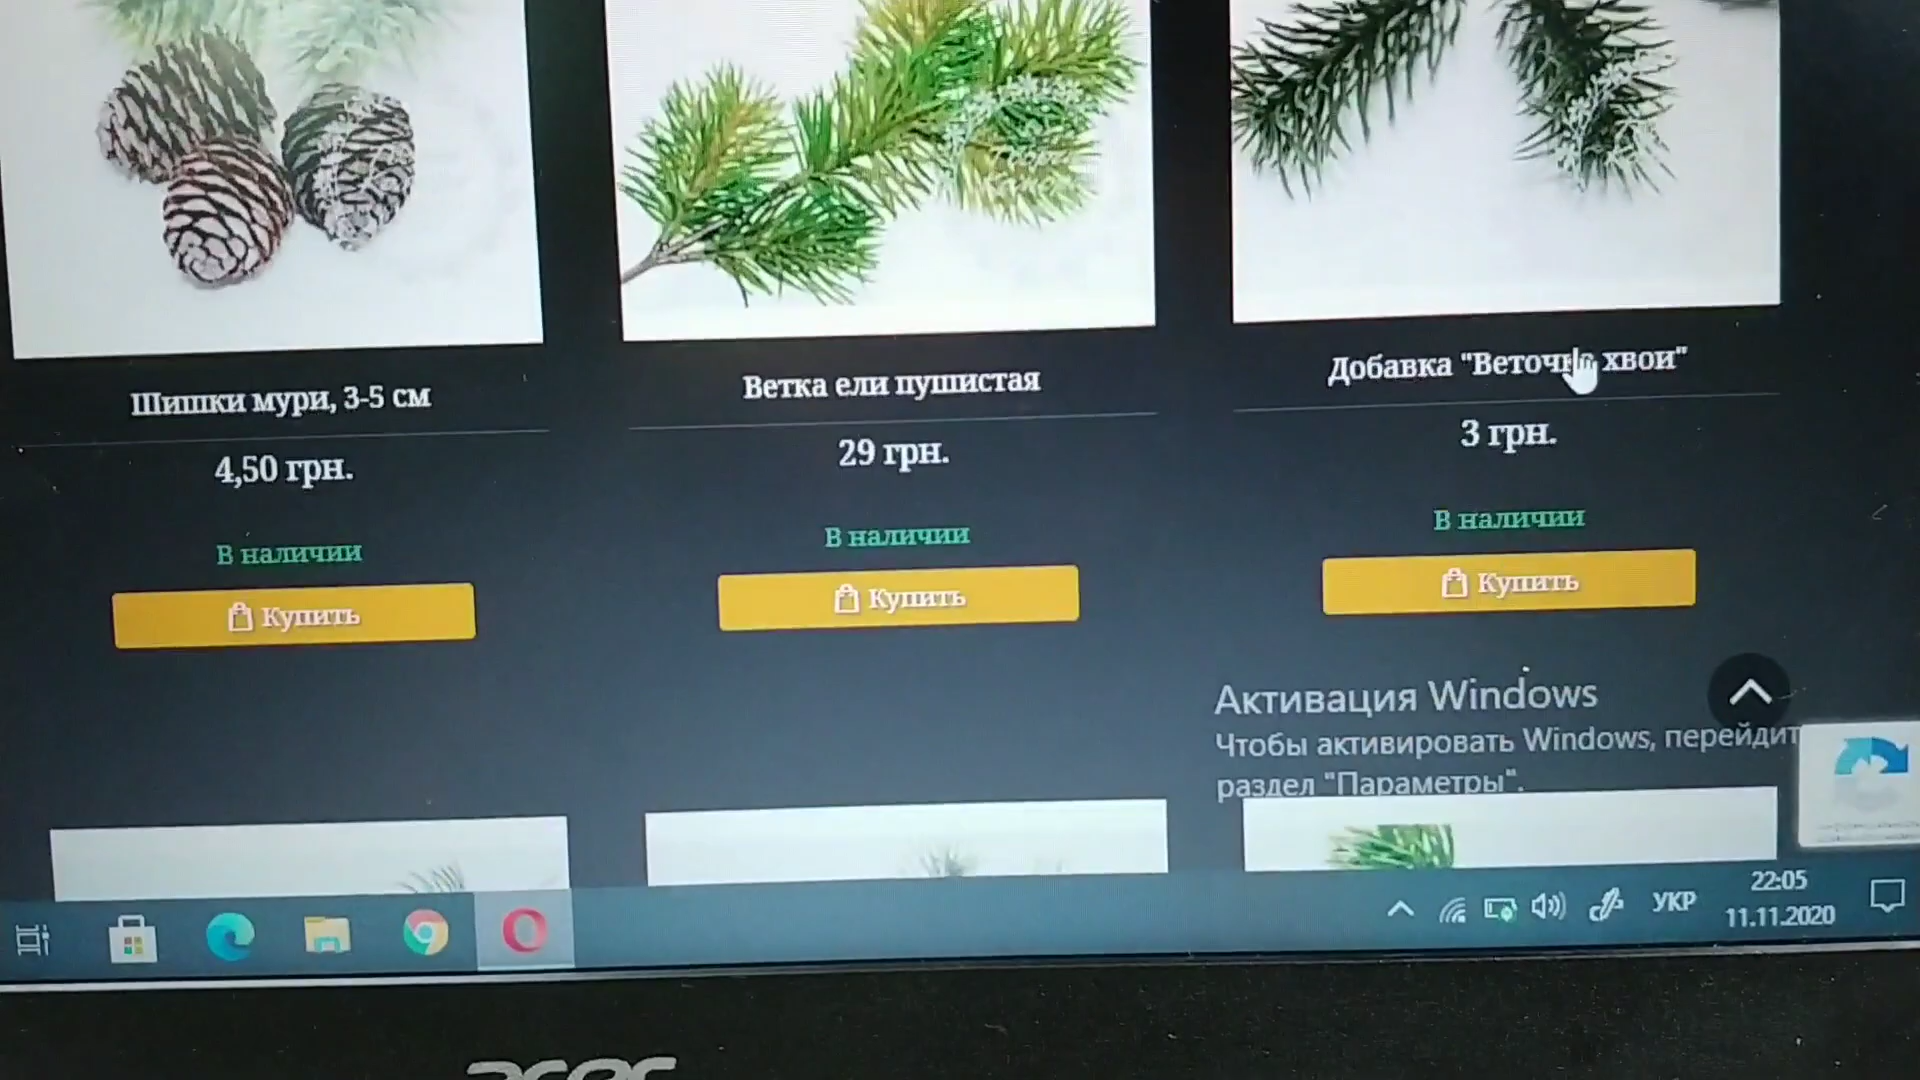 Шишки мури, 3-5 см
4,50 грн.
В наличии
Купить
Ветка ели пушистая
29 грн.
В наличии
Купить
Добавка "Веточка хвои"
3 грн.
В наличии
Купить
Активация Windows
Чтобы активировать Windows, перейдит
раздел "Параметры".
УКР
22:05
11.11.2020
acer